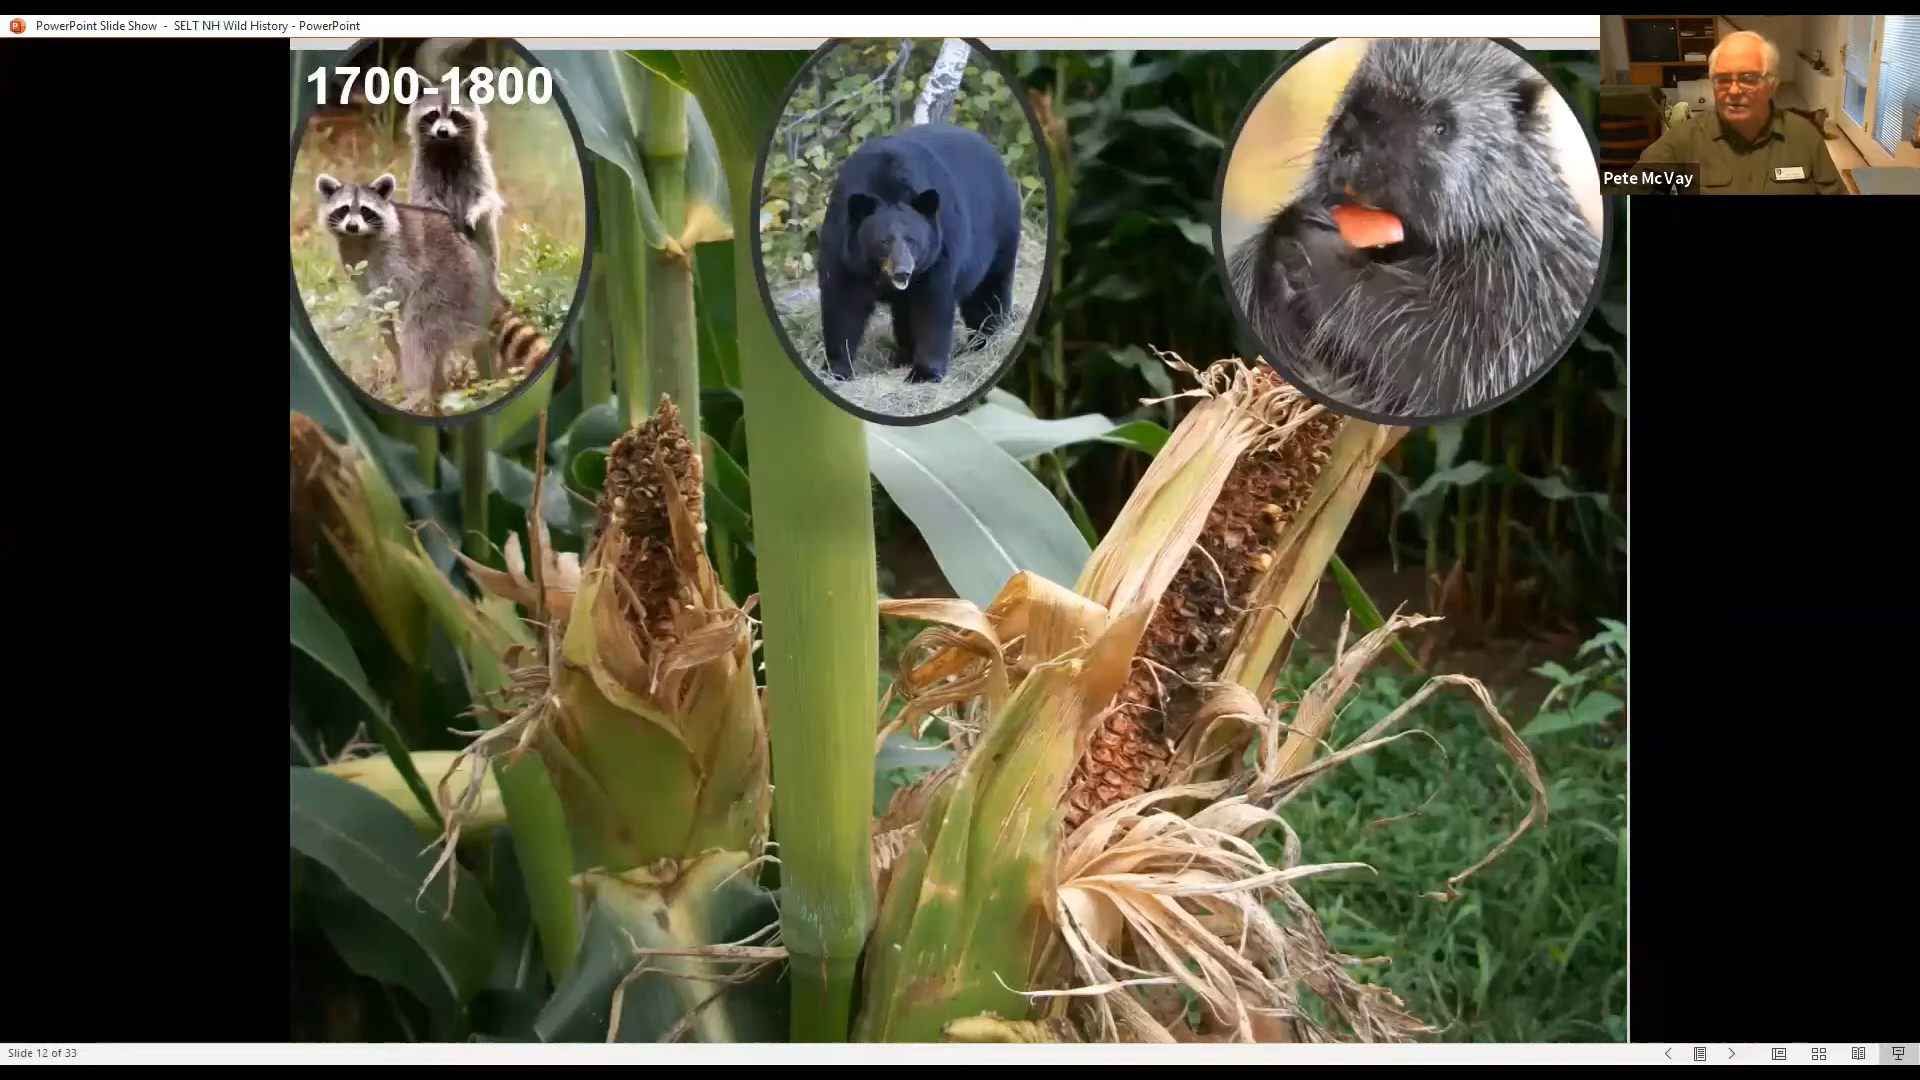 PowerPoint Slide Show - SELT NH Wild History - PowerPoint
1700-1800
Pete McVay
Slide 12 of 33